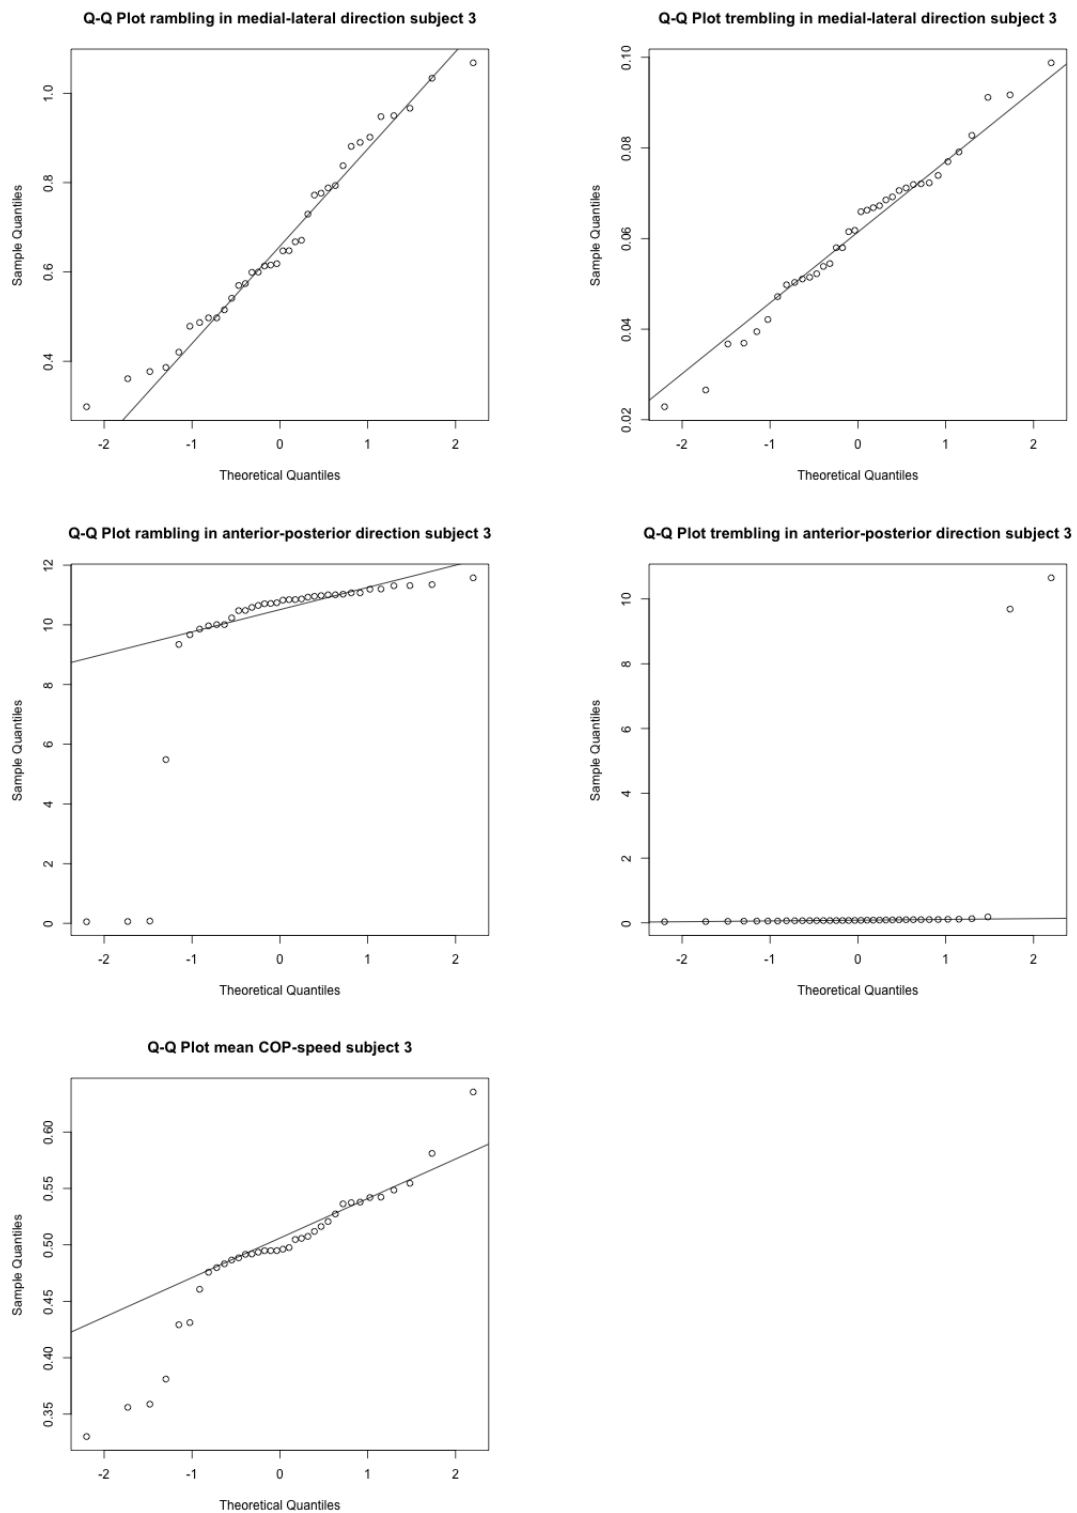 Q-Q Plot rambling in medial-lateral direction subject 3
Sample Quantiles
1.0
0.8
0.6
0.4
-2 -1 0 1 2
Theoretical Quantiles
Q-Q Plot trembling in medial-lateral direction subject 3
Sample Quantiles
0.10
0.08
0.06
0.04
0.02
-2 -1 0 1 2
Theoretical Quantiles
Q-Q Plot rambling in anterior-posterior direction subject 3
Sample Quantiles
12
10
8
6
4
2
0
-2 -1 0 1 2
Theoretical Quantiles
Q-Q Plot trembling in anterior-posterior direction subject 3
Sample Quantiles
10
8
6
4
2
0
-2 -1 0 1 2
Theoretical Quantiles
Q-Q Plot mean COP-speed subject 3
Sample Quantiles
0.60
0.55
0.50
0.45
0.40
0.35
-2 -1 0 1 2
Theoretical Quantiles